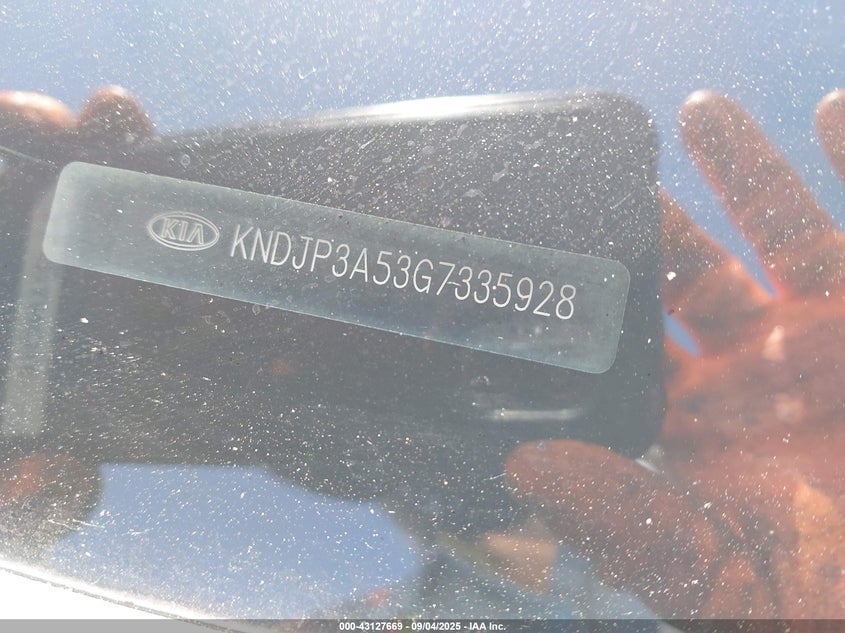 KIA KNDJP3A53G7335928
000-43127669 - 09/04/2025 - IAA Inc.